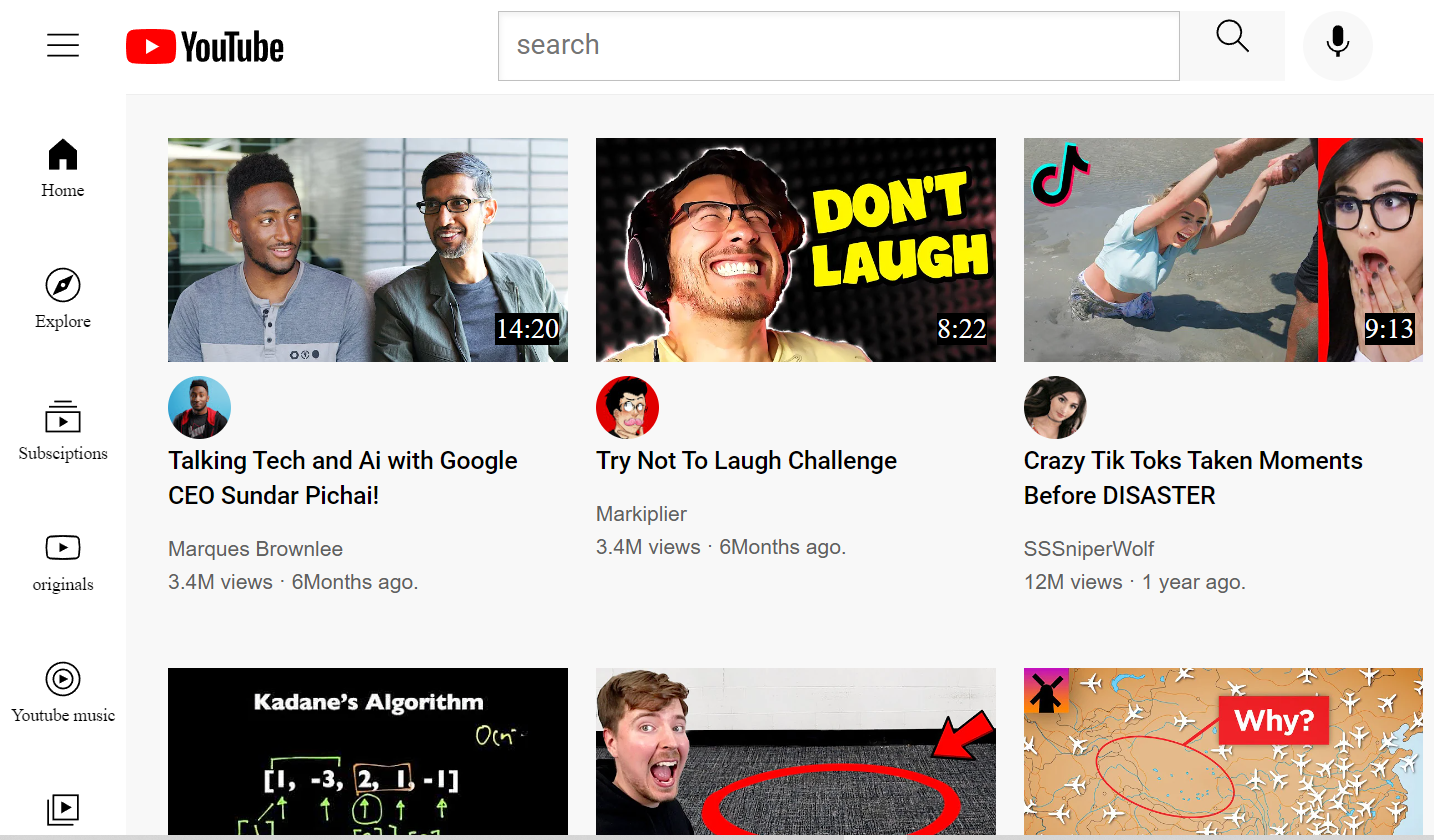 YouTube
search
Home
Explore
Subsciptions
originals
Youtube music
14:20
Talking Tech and Ai with Google
CEO Sundar Pichai!
Marques Brownlee
3.4M views · 6Months ago.
DON'T
LAUGH
8:22
Try Not To Laugh Challenge
Markiplier
3.4M views · 6Months ago.
9:13
Crazy Tik Toks Taken Moments
Before DISASTER
SSSniperWolf
12M views · 1 year ago.
Kadane's Algorithm
[1, -3, 2, 1, -1]
Why?